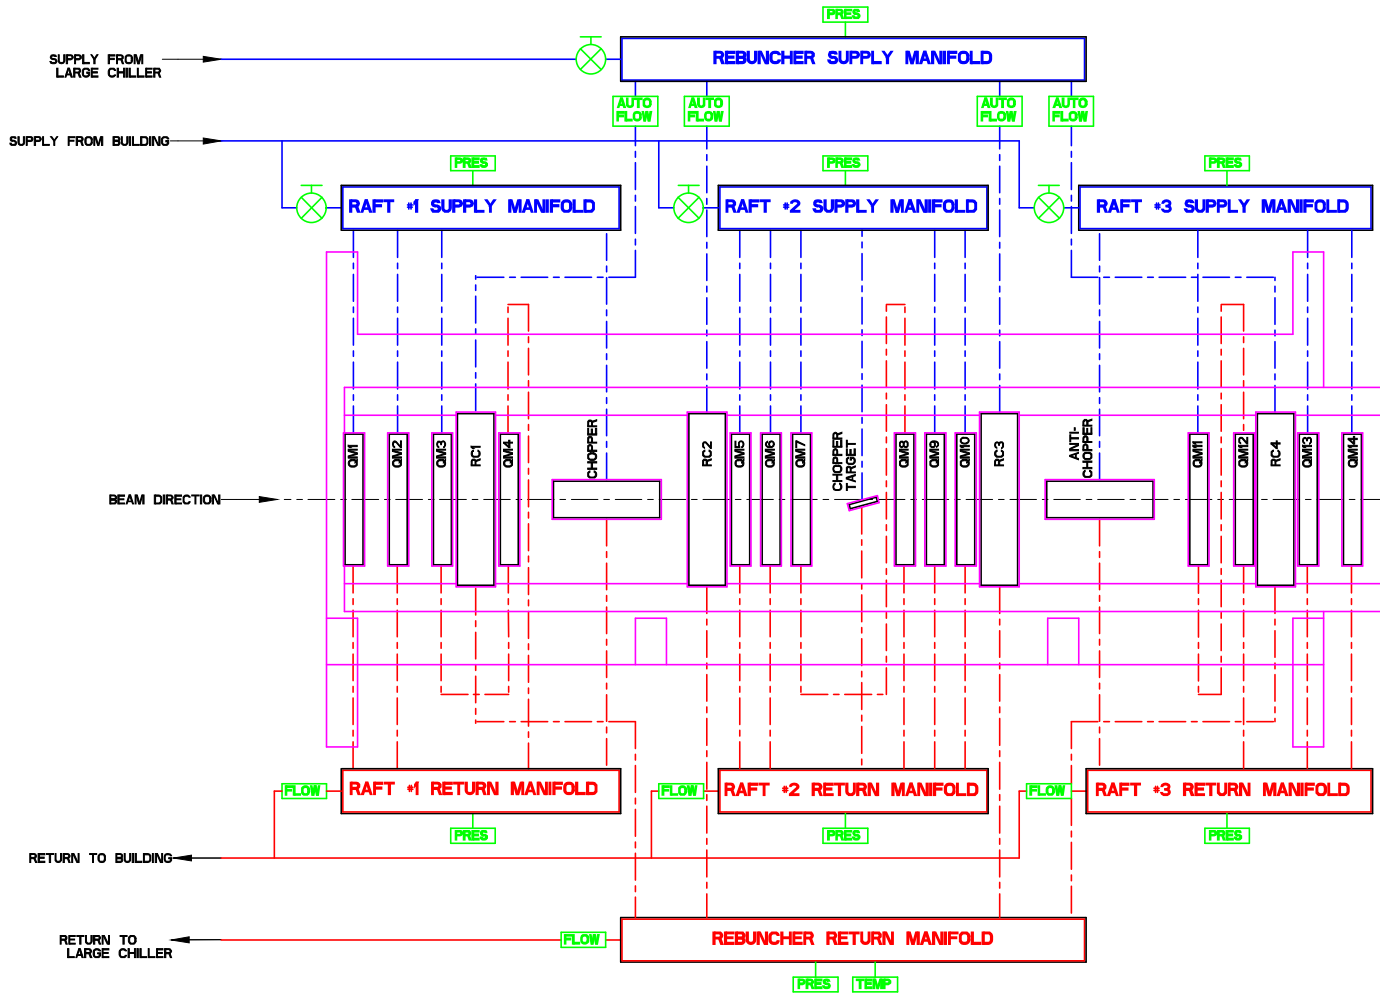 PRES
SUPPLY FROM
LARGE CHILLER
REBUNCHER SUPPLY MANIFOLD
AUTO
FLOW
AUTO
FLOW
AUTO
FLOW
AUTO
FLOW
SUPPLY FROM BUILDING
PRES
PRES
PRES
RAFT #1 SUPPLY MANIFOLD
RAFT #2 SUPPLY MANIFOLD
RAFT #3 SUPPLY MANIFOLD
QM1
QM2
QM3
RC1
QM4
CHOPPER
RC2
QM5
QM6
QM7
CHOPPER
TARGET
QM8
QM9
QM10
RC3
ANTI-
CHOPPER
QM11
QM12
RC4
QM13
QM14
BEAM DIRECTION
FLOW
RAFT #1 RETURN MANIFOLD
FLOW
RAFT #2 RETURN MANIFOLD
FLOW
RAFT #3 RETURN MANIFOLD
PRES
PRES
PRES
RETURN TO BUILDING
RETURN TO
LARGE CHILLER
FLOW
REBUNCHER RETURN MANIFOLD
PRES
TEMP